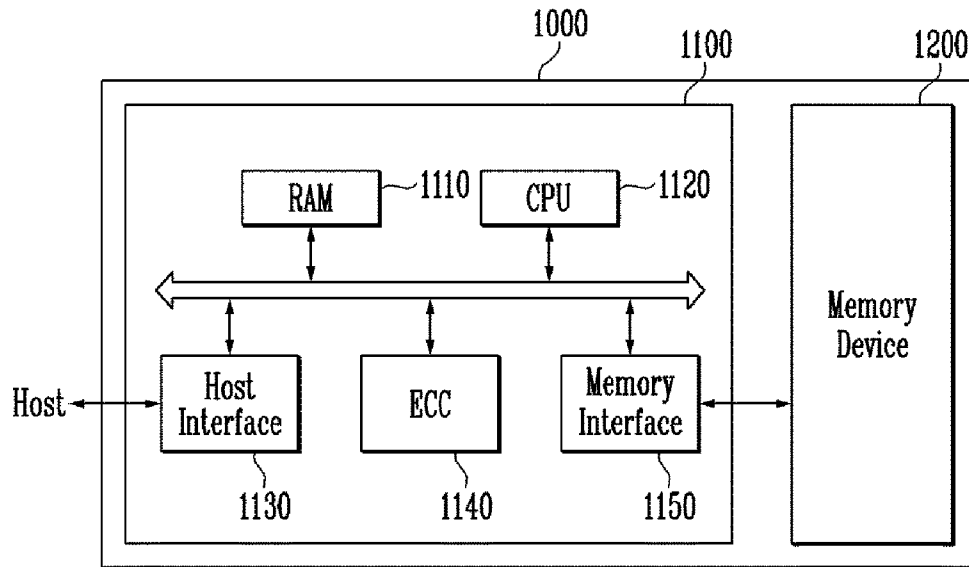 1000
1100
1200
RAM
1110
CPU
1120
Memory
Device
Host
Host
Interface
ECC
Memory
Interface
1130
1140
1150